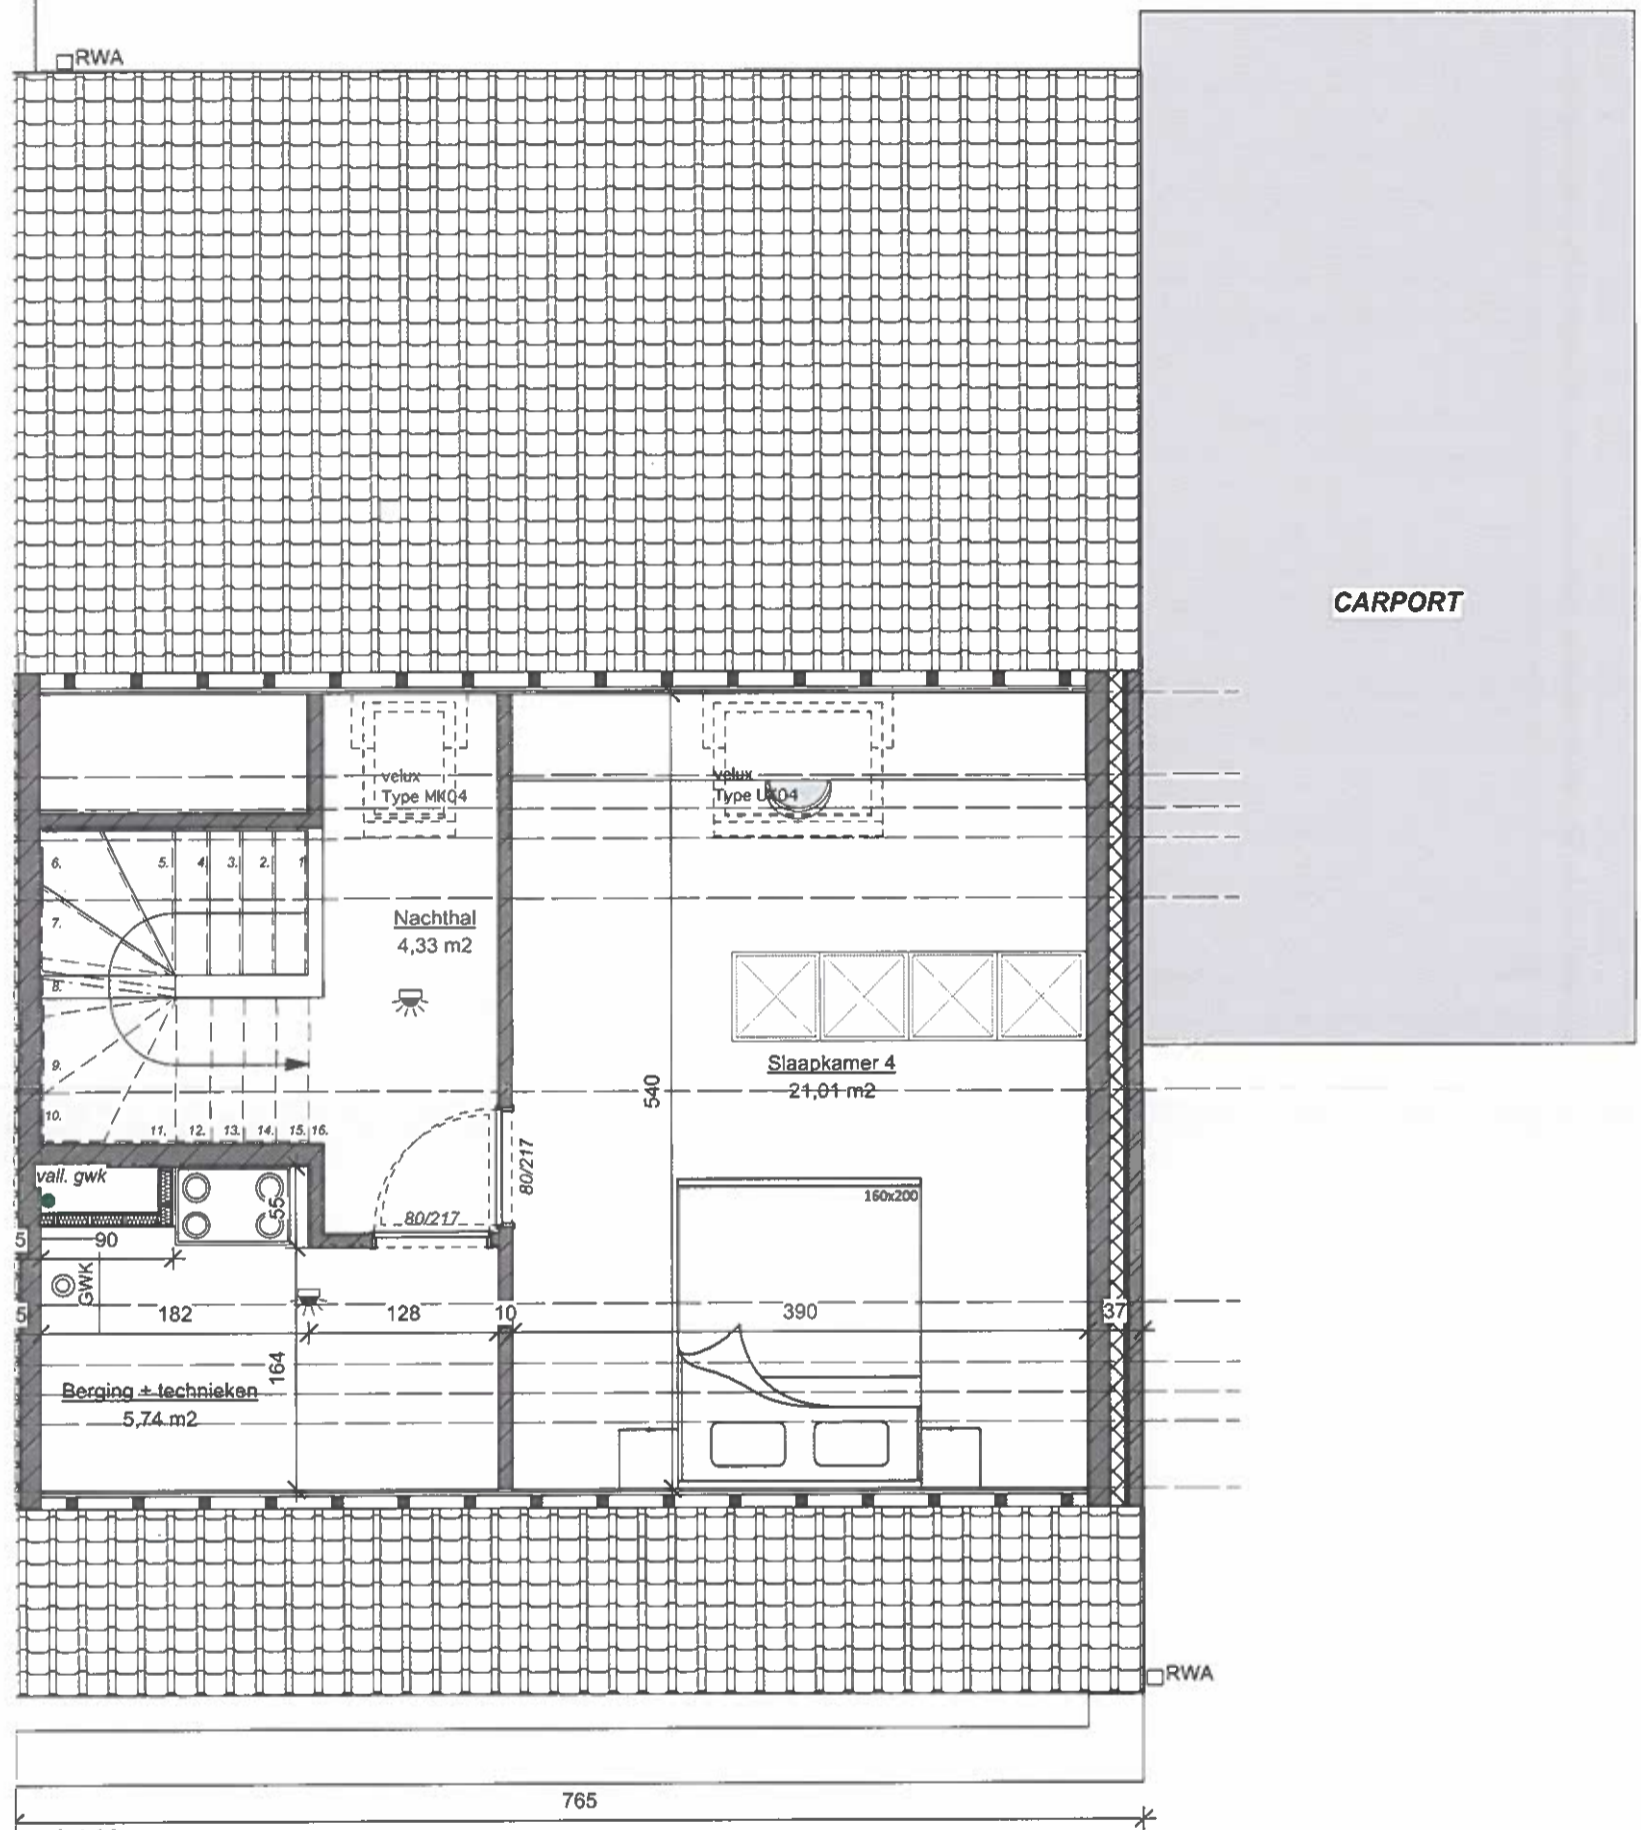 RWA
CARPORT
velux
Type MK04
velux
Type UK04
6.
5.
4.
3.
2.
1
7.
Nachthal
4,33 m2
8.
9.
Slaapkamer 4
21,01 m2
540
10.
11.
12.
13.
14.
15.
16.
80/217
vall. gwk
160x200
55
80/217
5
90
GWK
5
182
128
10
390
37
164
Berging + technieken
5,74 m2
RWA
765